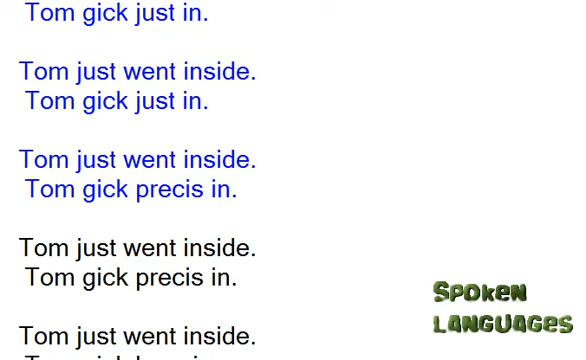 Tom gick just in.
Tom just went inside.
Tom gick just in.
Tom just went inside.
Tom gick precis in.
Tom just went inside.
Tom gick precis in.
Spoken
Languages
Tom just went inside.